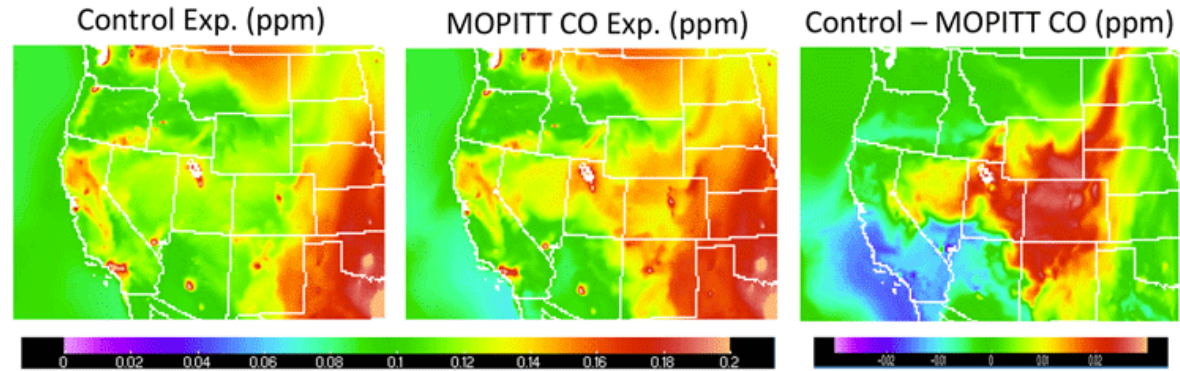 Control Exp. (ppm)
MOPITT CO Exp. (ppm)
Control – MOPITT CO (ppm)
0 0.02 0.04 0.06 0.08 0.1 0.12 0.14 0.16 0.18 0.2
-0.02 -0.01 0 0.01 0.02